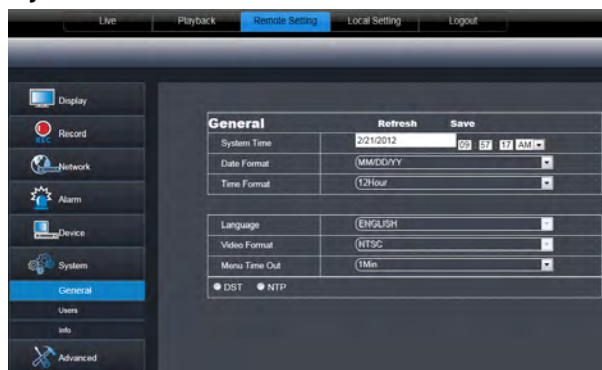 Live Playback Remote Setting Local Setting Logout
Display
REC Record
Network
Alarm
Device
System
General
Users
Info
Advanced
General Refresh Save
System Time 2/21/2012 09 57 17 AM
Date Format MM/DD/YY
Time Format 12Hour
Language ENGLISH
Video Format NTSC
Menu Time Out 1Min
DST NTP